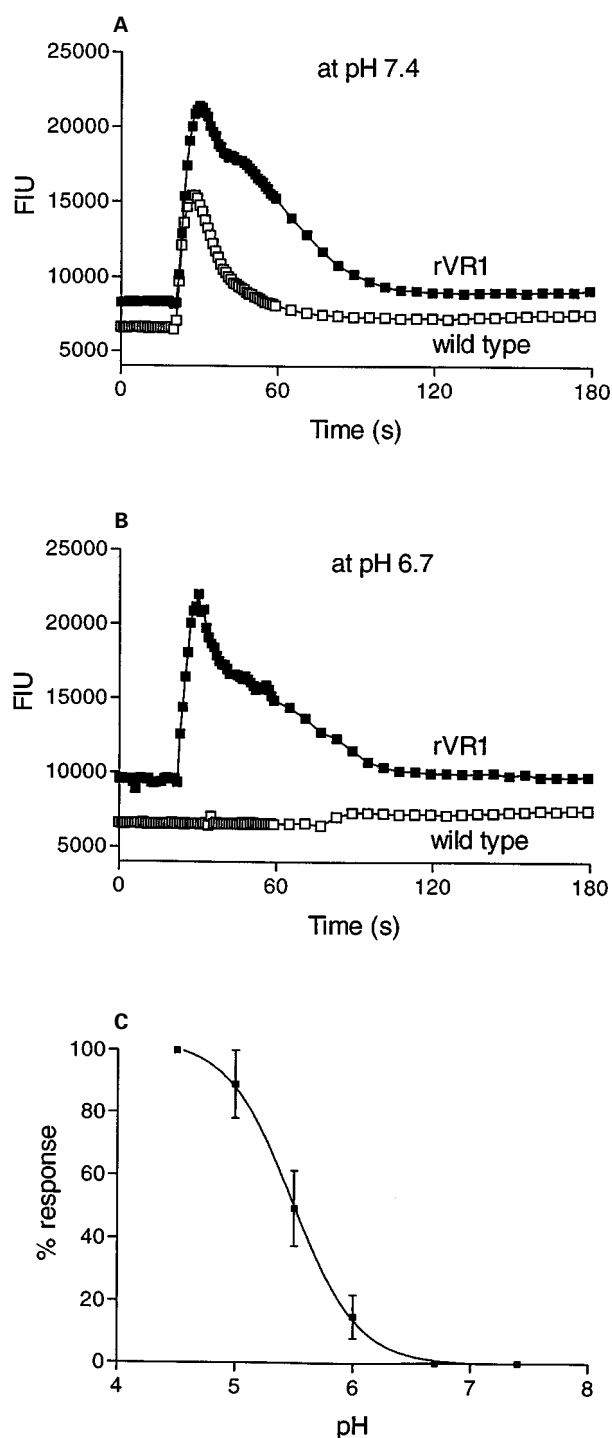 A
at pH 7.4
25000
20000
15000
10000
5000
FIU
rVR1
wild type
0 60 120 180
Time (s)
B
at pH 6.7
25000
20000
15000
10000
5000
FIU
rVR1
wild type
0 60 120 180
Time (s)
C
100
80
60
40
20
0
% response
4 5 6 7 8
pH